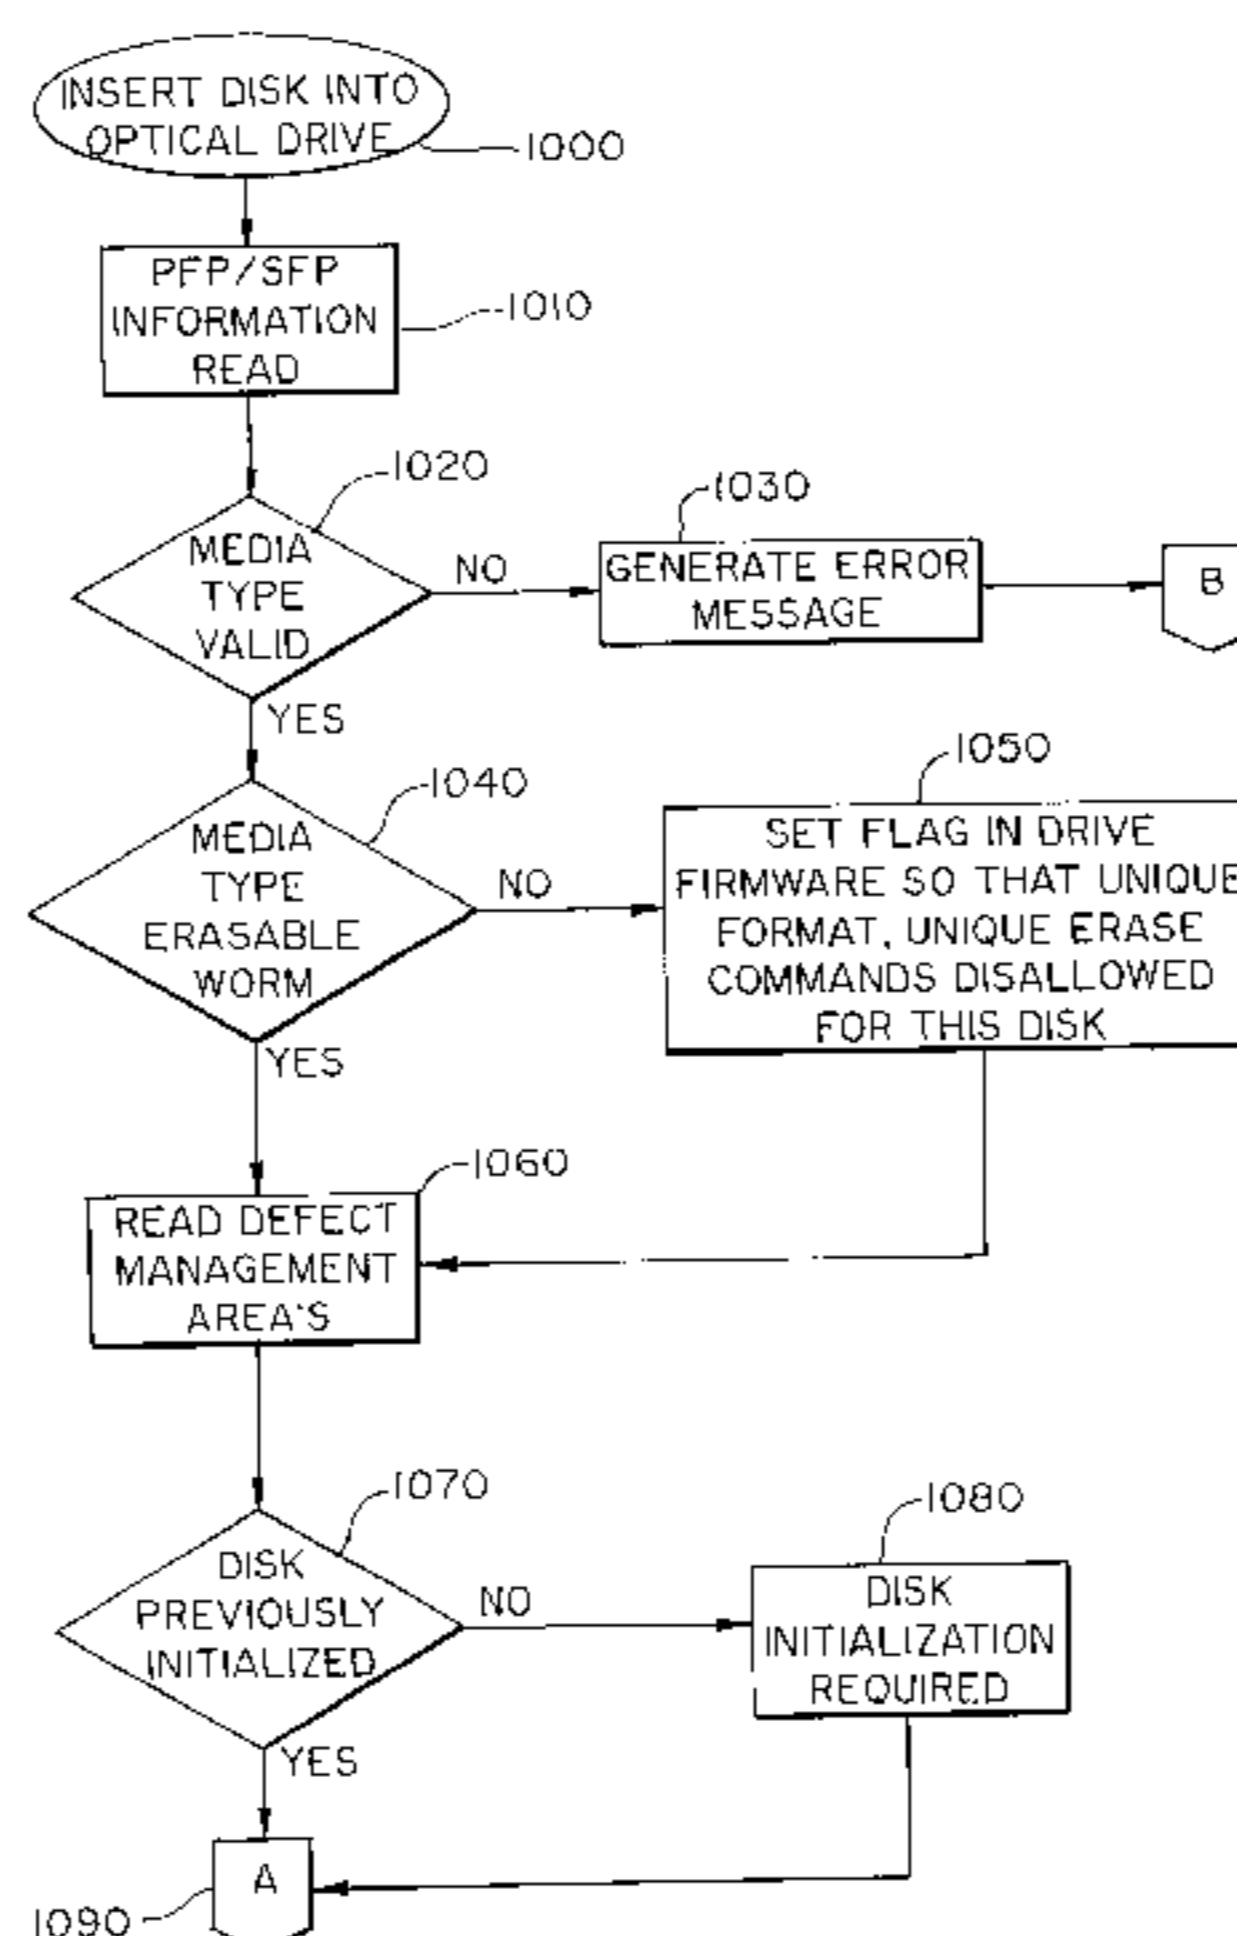 INSERT DISK INTO
OPTICAL DRIVE
1000
PFP/SFP
INFORMATION
READ
1010
1020
MEDIA
TYPE
VALID
NO
YES
1030
GENERATE ERROR
MESSAGE
B
1040
MEDIA
TYPE
ERASABLE
WORM
NO
YES
1050
SET FLAG IN DRIVE
FIRMWARE SO THAT UNIQUE
FORMAT, UNIQUE ERASE
COMMANDS DISALLOWED
FOR THIS DISK
1060
READ DEFECT
MANAGEMENT
AREA'S
1070
DISK
PREVIOUSLY
INITIALIZED
NO
YES
1080
DISK
INITIALIZATION
REQUIRED
A
1090